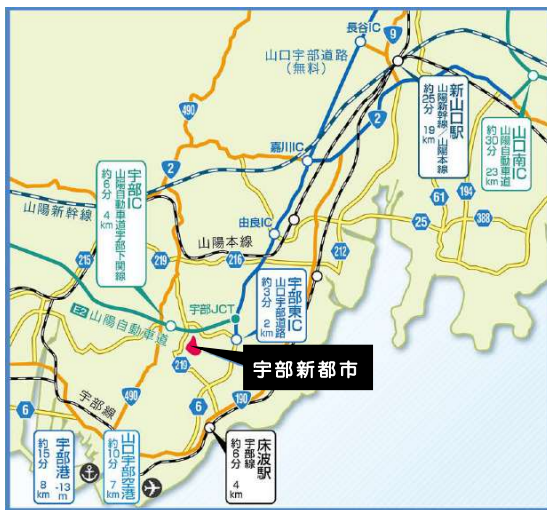 長谷IC
9
山口宇部道路
(無料)
490
2
新山口駅
山陽新幹線/山陽本線
約25分 19km
山口南IC
山陽自動車道
約30分 23km
嘉川IC
2
宇部IC
山陽自動車道宇部下関線
約6分 4km
山陽新幹線
61
194
388
25
由良IC
山陽本線
212
215
219
216
宇部JCT
宇部東IC
山口宇部道路
約3分 2km
E2 山陽自動車道
宇部新都市
219
宇部線
490
6
6
190
宇部港
約15分 -13m
8km
山口宇部空港
約10分 7km
床波駅
宇部線
約6分 4km